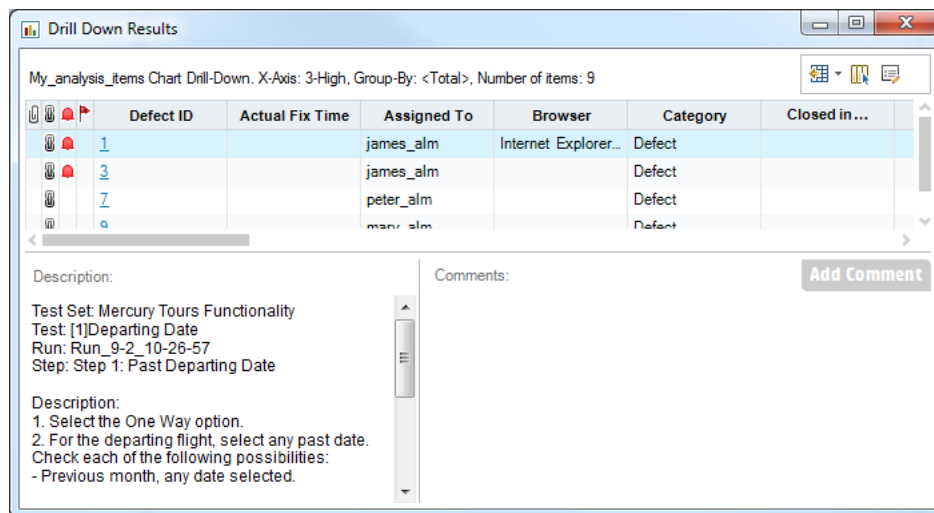 Drill Down Results
My_analysis_items Chart Drill-Down. X-Axis: 3-High, Group-By: <Total>, Number of items: 9
Defect ID Actual Fix Time Assigned To Browser Category Closed in...
1 james_alm Internet Explorer... Defect
3 james_alm Defect
7 peter_alm Defect
9 mary_alm Defect
Description:
Comments:
Add Comment
Test Set: Mercury Tours Functionality
Test: [1]Departing Date
Run: Run_9-2_10-26-57
Step: Step 1: Past Departing Date
Description:
1. Select the One Way option.
2. For the departing flight, select any past date.
Check each of the following possibilities:
- Previous month, any date selected.